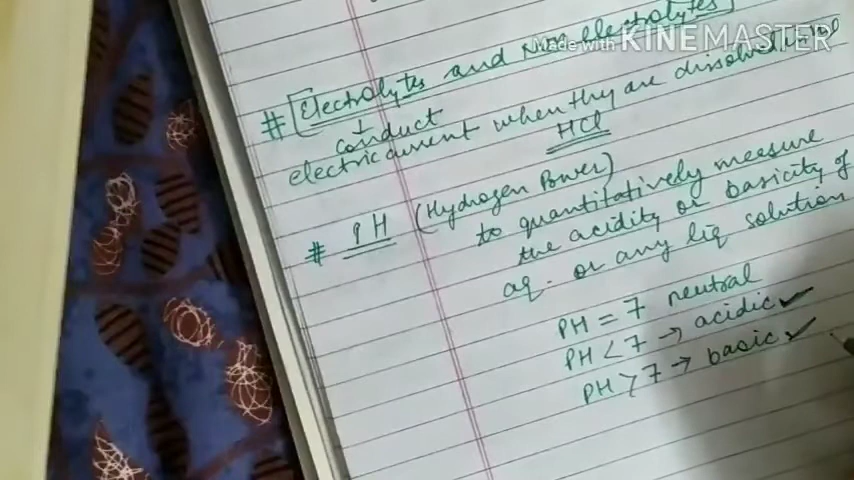 Made with KINEMASTER
# [Electrolytes and Non electrolytes]
conduct
electric current when they are dissolved in
HCl
# PH (Hydrogen Power)
to quantitatively measure
the acidity or basicity of
aq. or any liq solution
PH = 7 neutral
PH < 7 → acidic ✓
PH > 7 → basic ✓